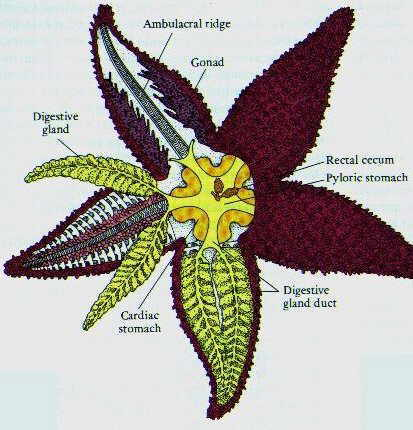 Ambulacral ridge
Gonad
Digestive
gland
Rectal cecum
Pyloric stomach
Digestive
gland duct
Cardiac
stomach